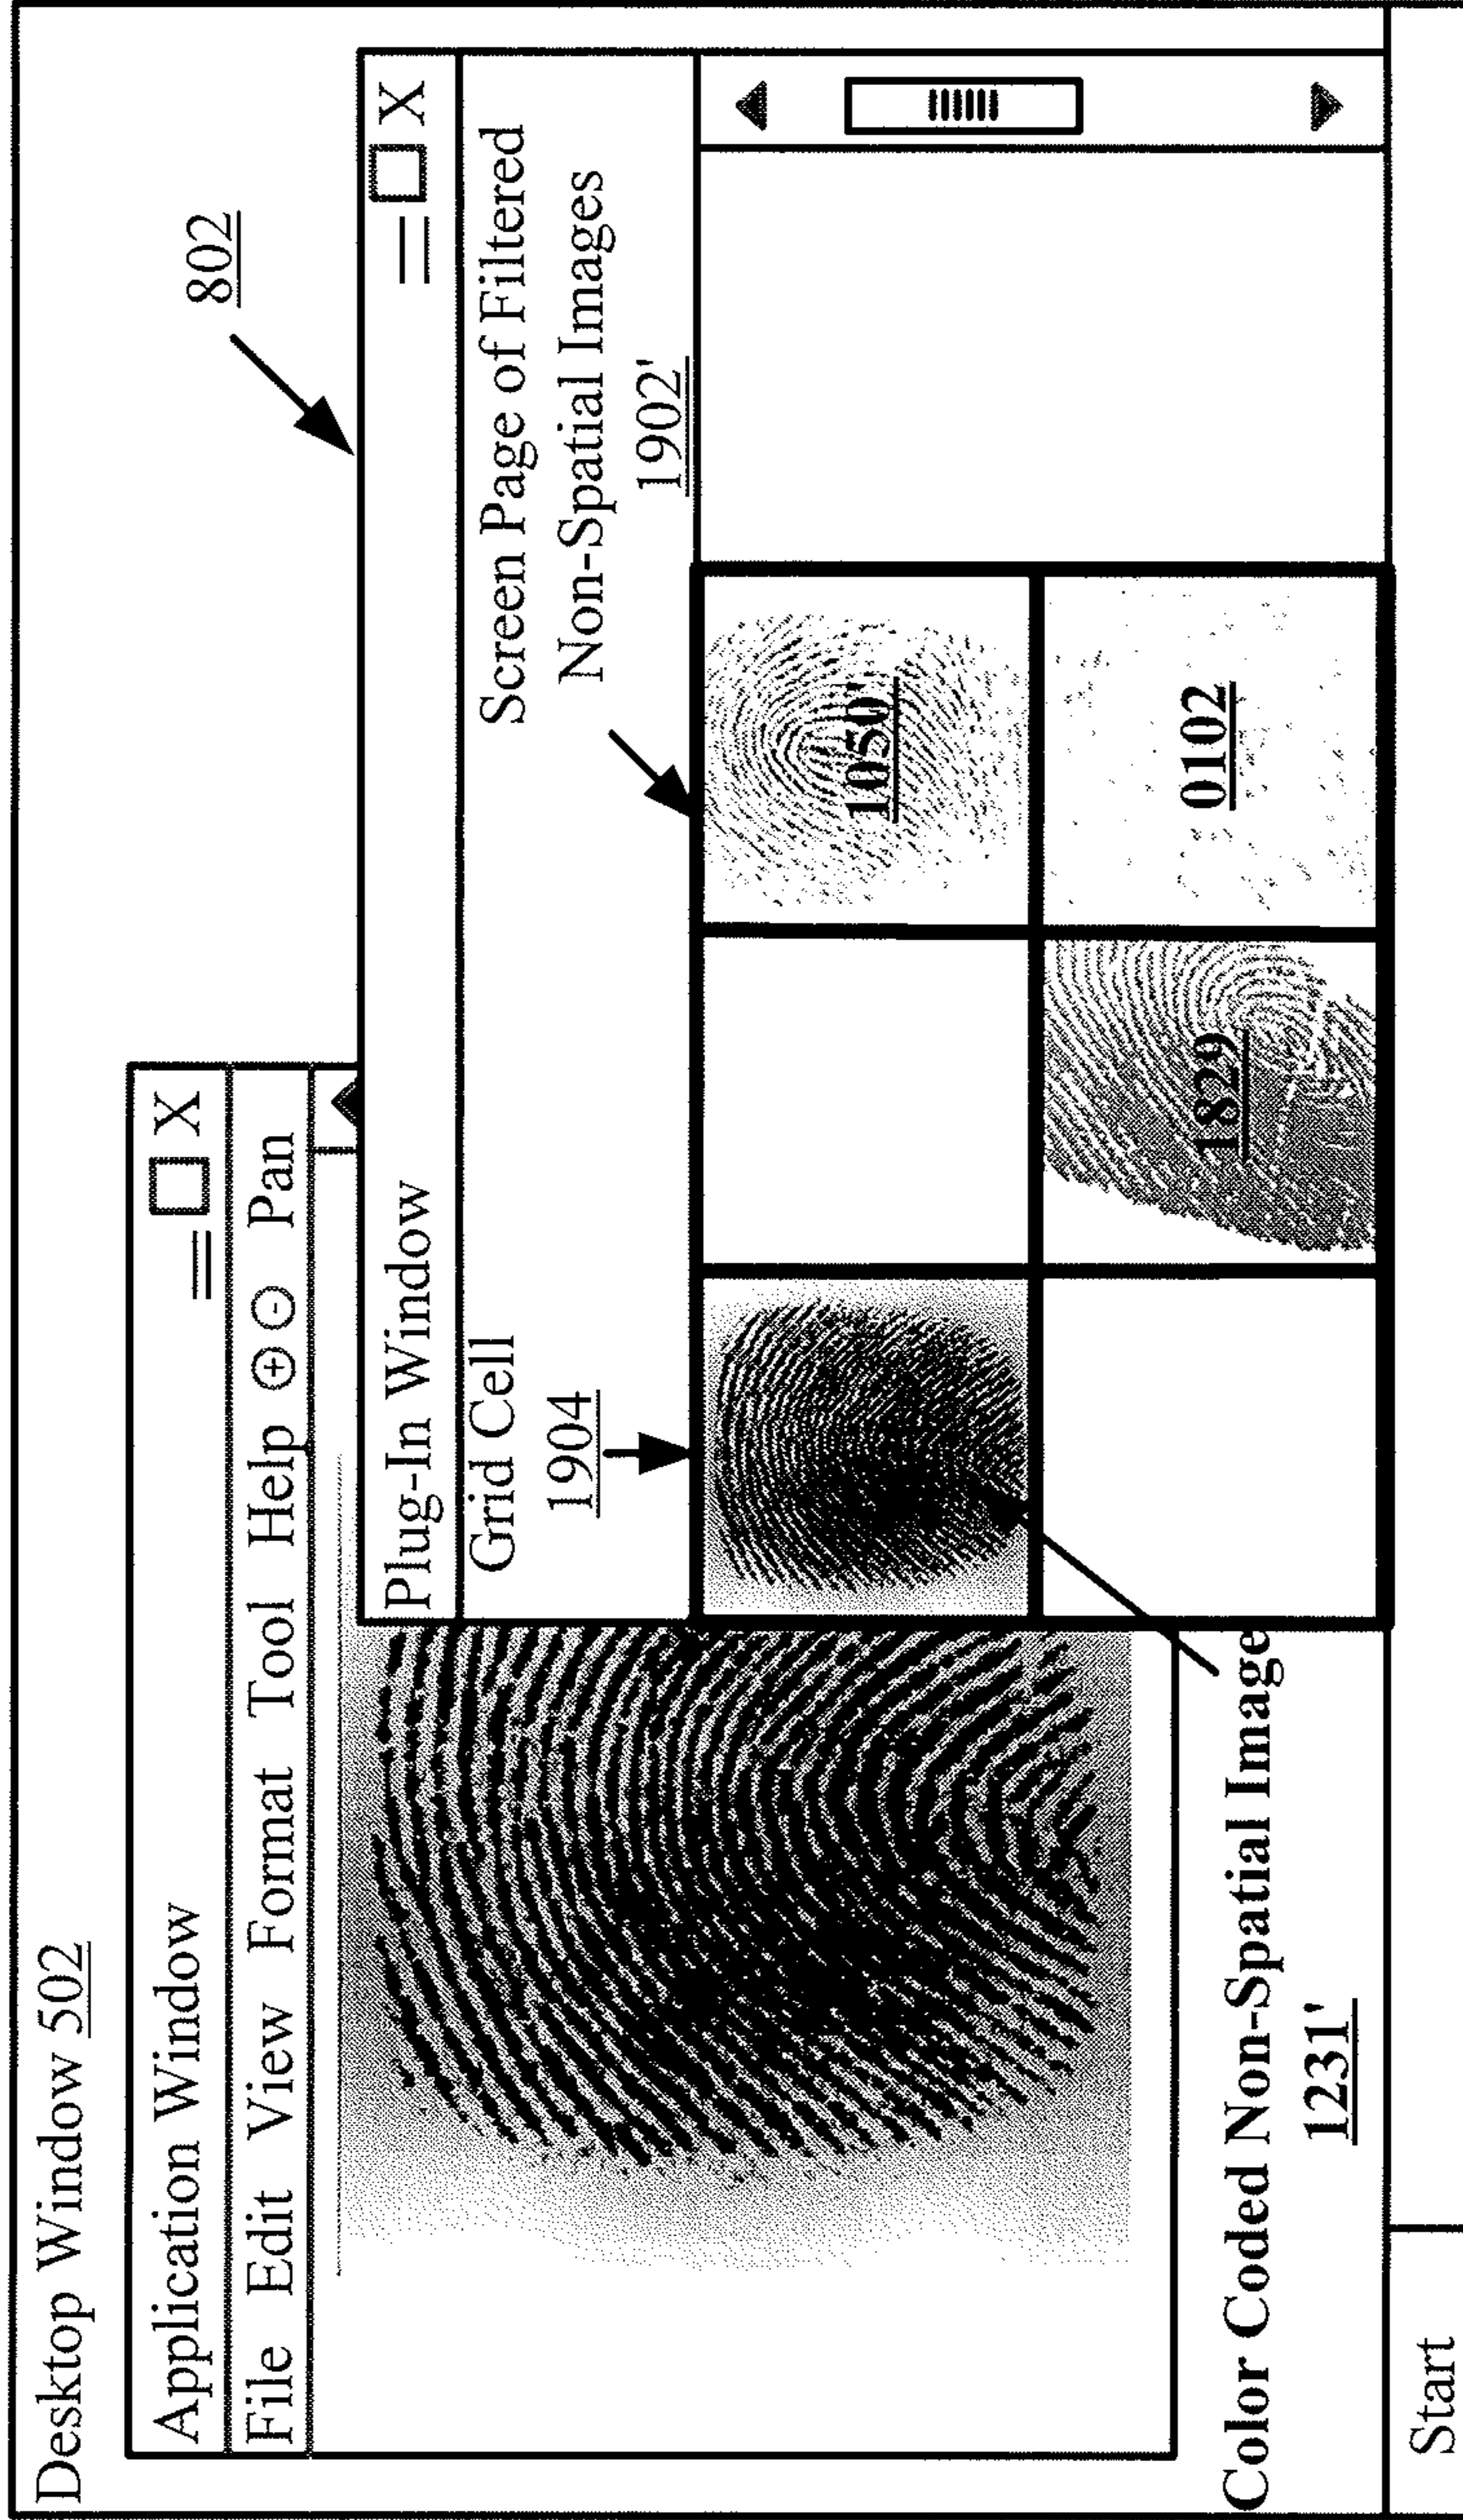 Desktop Window 502
802
Application Window
X
File Edit View Format Tool Help + - Pan
Plug-In Window
X
Grid Cell
1904
Screen Page of Filtered
Non-Spatial Images
1902'
1050'
1829
0102
Color Coded Non-Spatial Image
1231'
Start